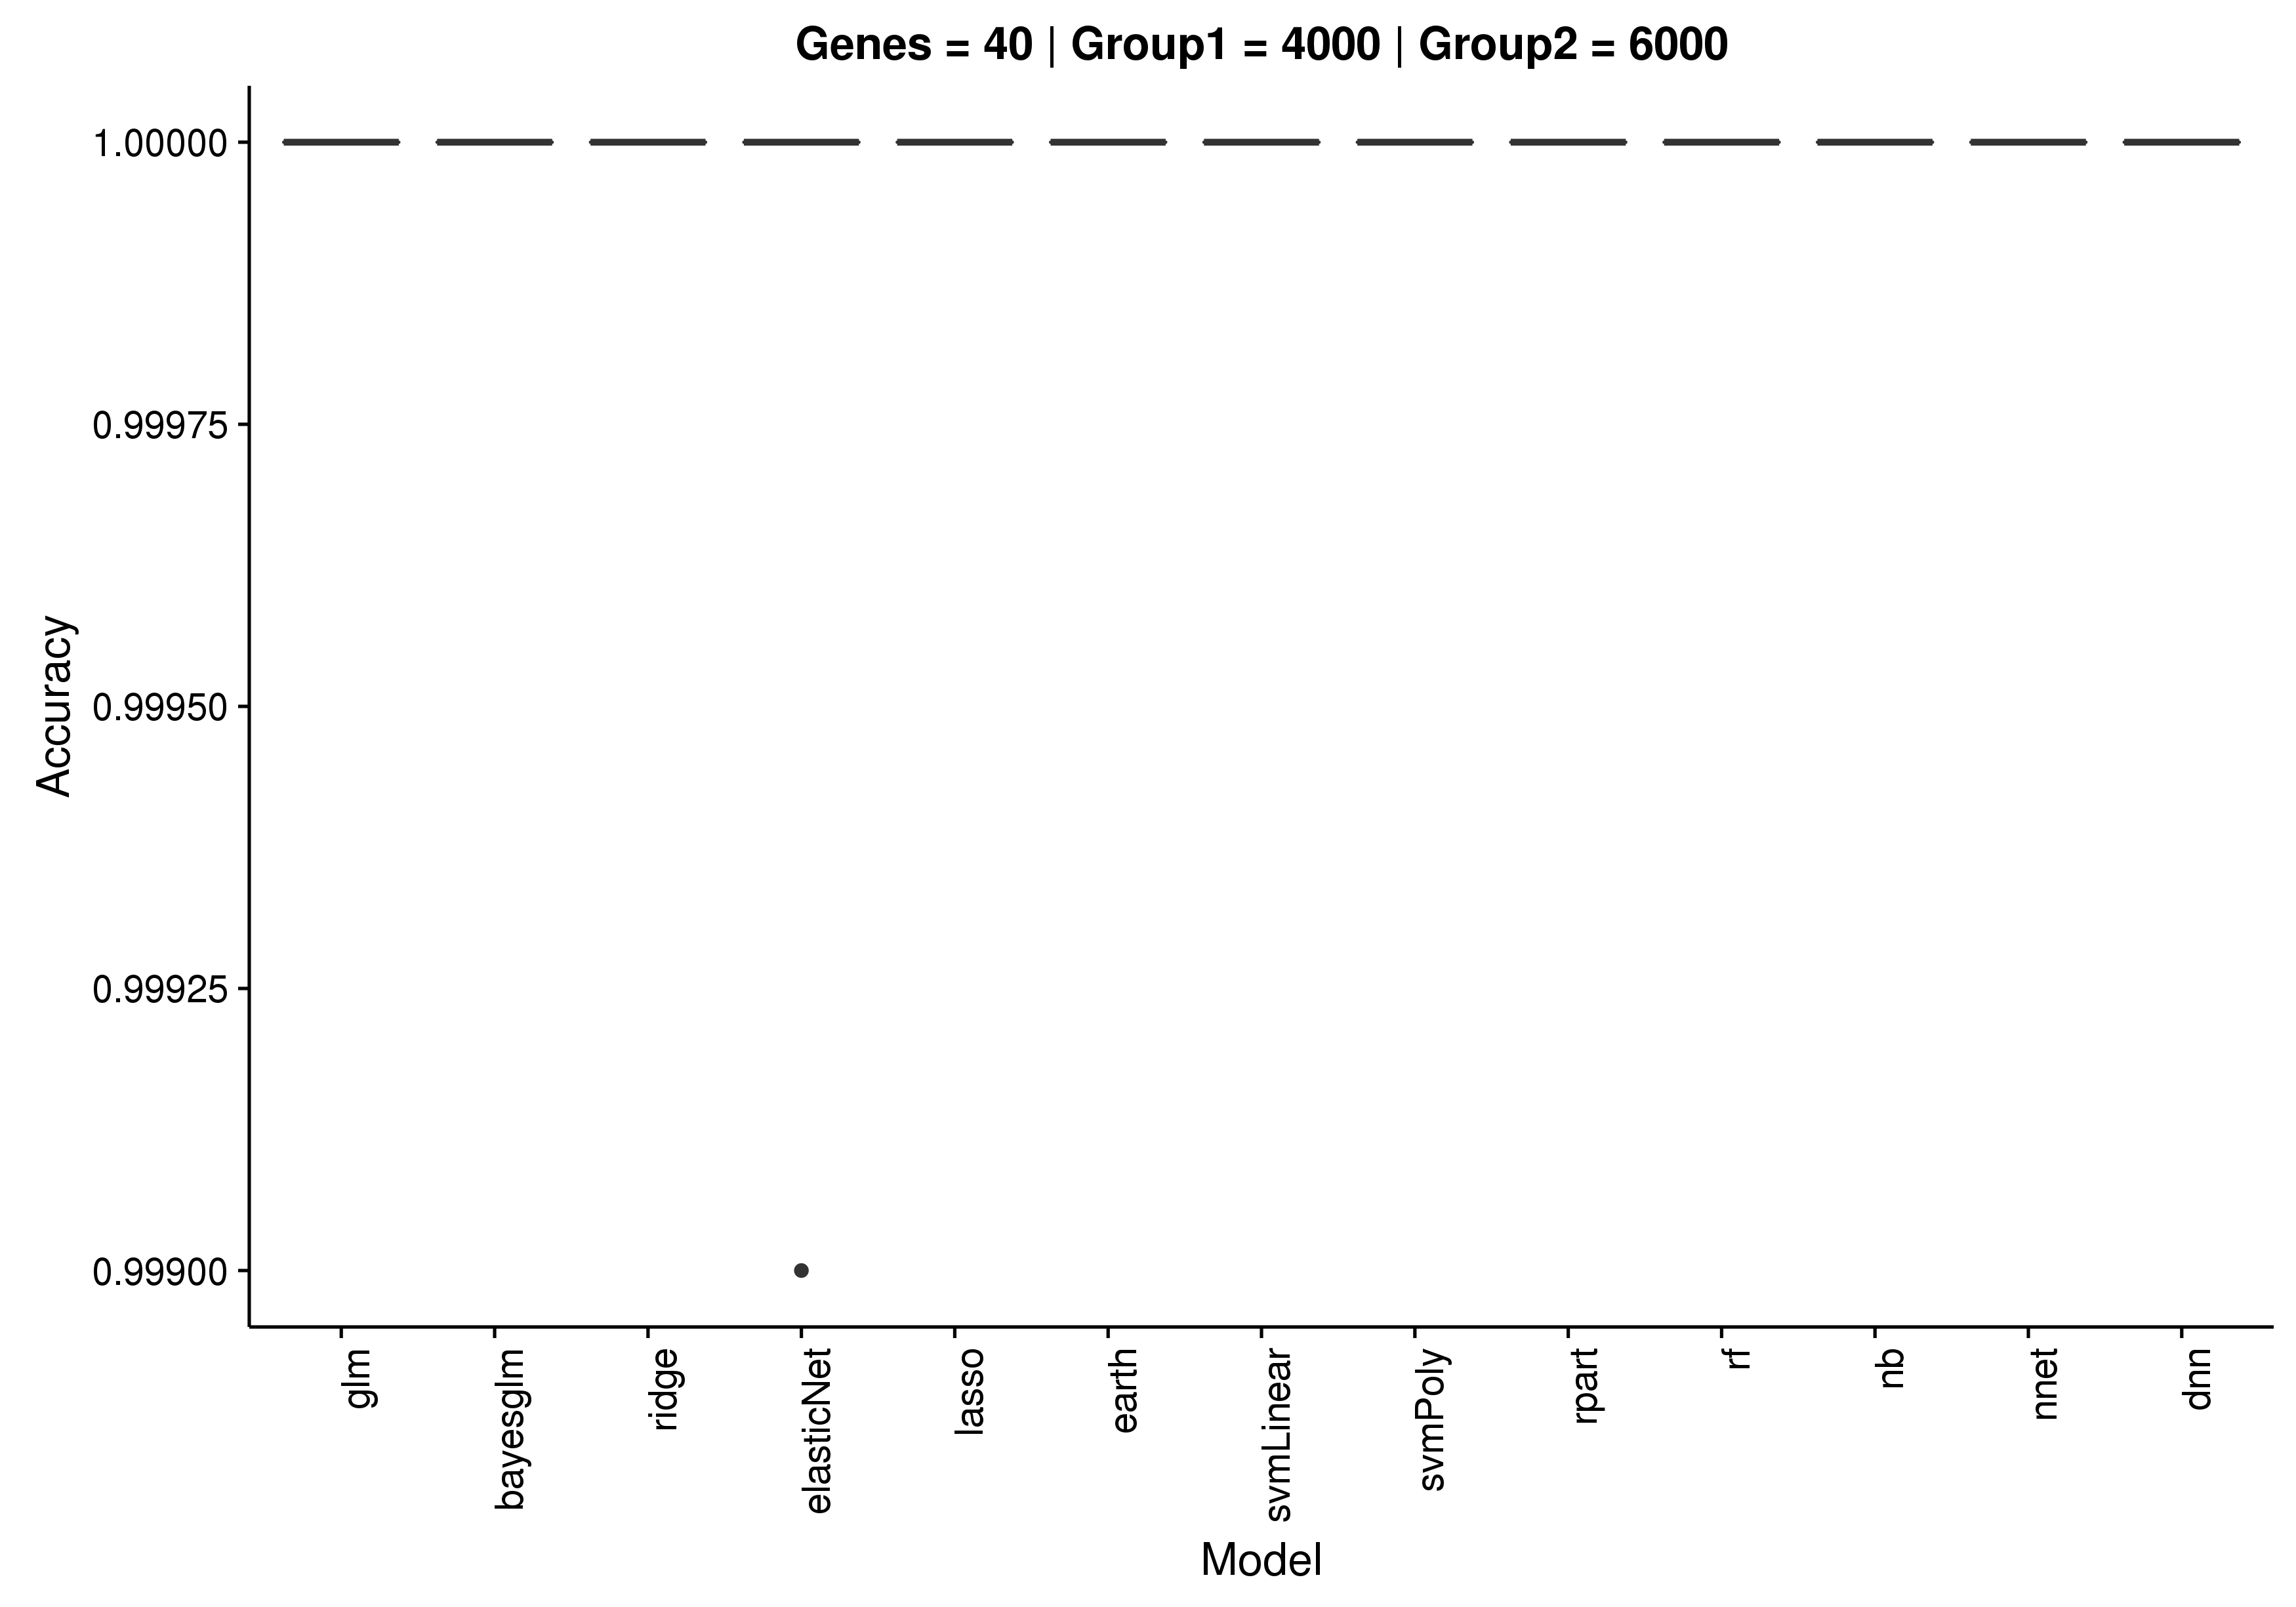 Genes = 40 | Group1 = 4000 | Group2 = 6000
Accuracy
1.00000
0.99975
0.99950
0.99925
0.99900
glm
bayesglm
ridge
elasticNet
lasso
earth
svmLinear
svmPoly
rpart
rf
nb
nnet
dnn
Model